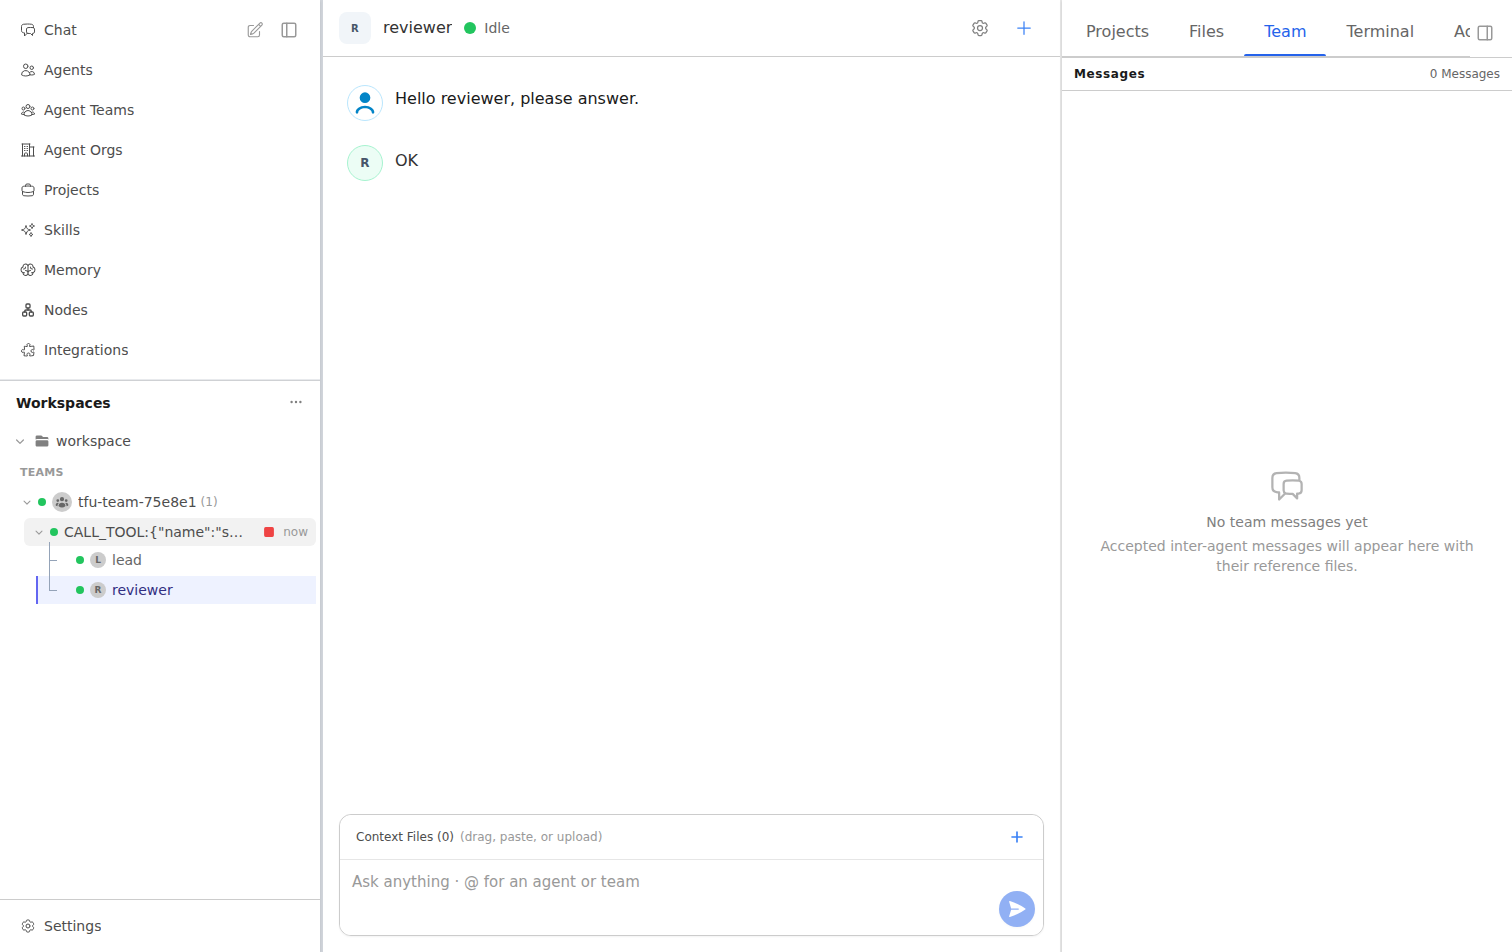 Chat
Agents
Agent Teams
Agent Orgs
Projects
Skills
Memory
Nodes
Integrations
Workspaces
workspace
TEAMS
tfu-team-75e8e1 (1)
CALL_TOOL:{"name":"s... now
L lead
R reviewer
Settings
R reviewer Idle
Hello reviewer, please answer.
R OK
Context Files (0) (drag, paste, or upload)
Ask anything · @ for an agent or team
Projects Files Team Terminal Ac
Messages 0 Messages
No team messages yet
Accepted inter-agent messages will appear here with
their reference files.